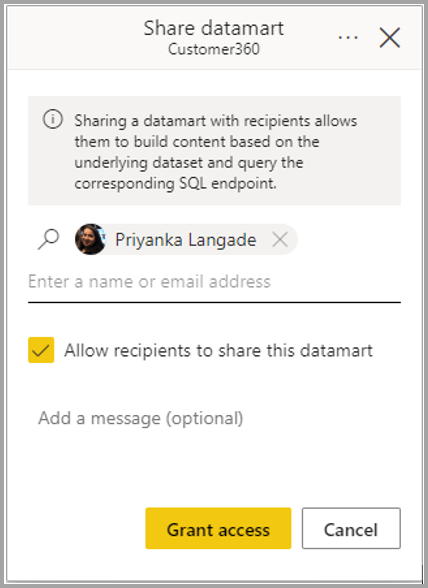 Share datamart
Customer360
Sharing a datamart with recipients allows
them to build content based on the
underlying dataset and query the
corresponding SQL endpoint.
Priyanka Langade
Enter a name or email address
Allow recipients to share this datamart
Add a message (optional)
Grant access
Cancel